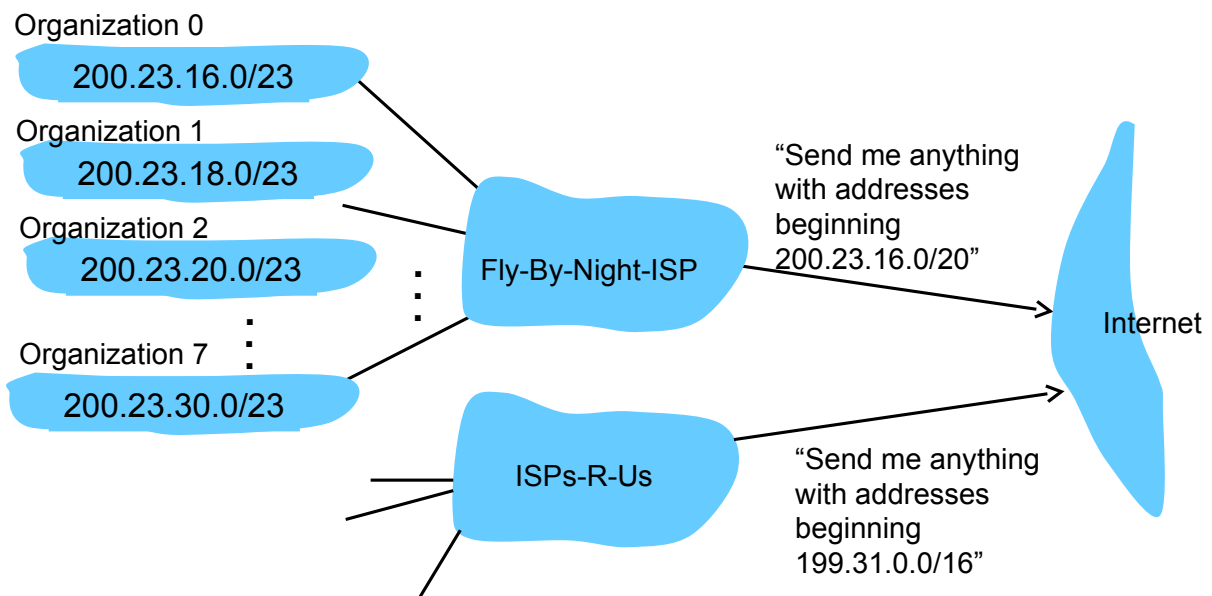 Organization 0
200.23.16.0/23
Organization 1
200.23.18.0/23
Organization 2
200.23.20.0/23
Organization 7
200.23.30.0/23
Fly-By-Night-ISP
“Send me anything
with addresses
beginning
200.23.16.0/20”
Internet
ISPs-R-Us
“Send me anything
with addresses
beginning
199.31.0.0/16”